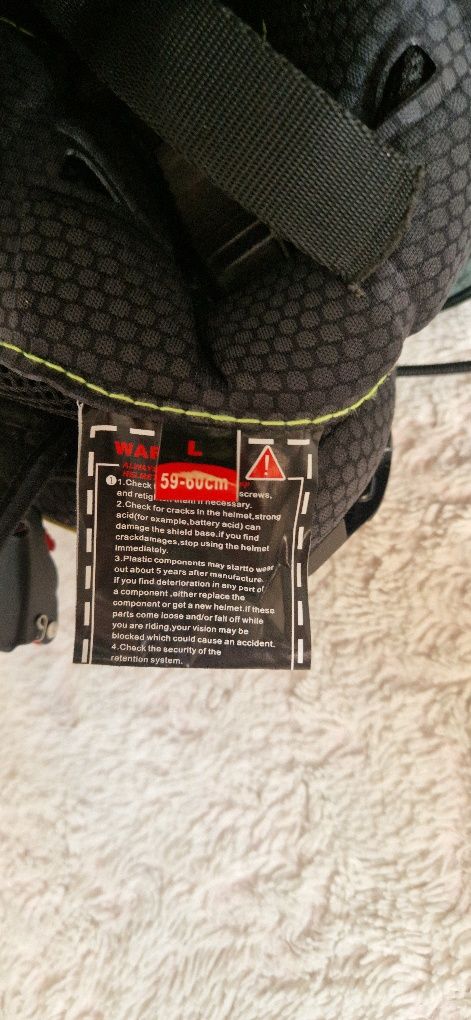 L
59-60cm
1 1.Check screws,
and necessary.
2.Check for cracks In the helmet,strong
acid(for example,battery acid) can
damage the shield base.if you find
crackdamages,stop using the helmet
immediately.
3.Plastic components may startto wear
out about 5 years after manufacture.
if you find deterioration in any part of
a component ,either replace the
component or get a new helmet.If these
parts come loose and/or fall off while
you are riding,your vision may be
blocked which could cause an accident.
4.Check the security of the
retention system.